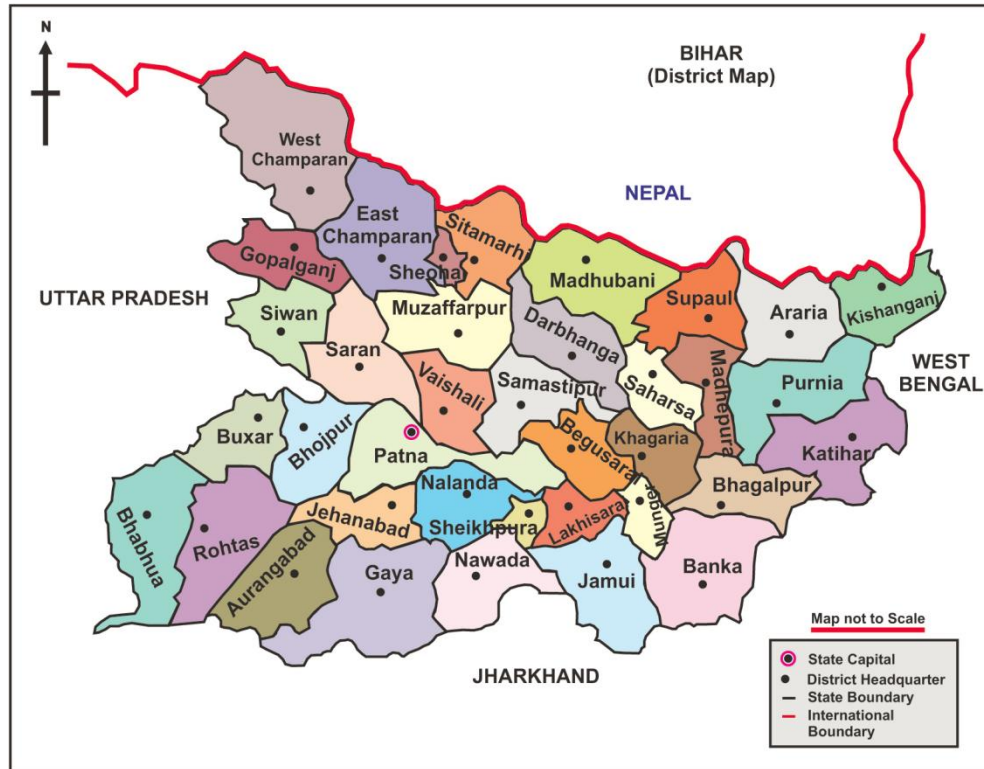 N
BIHAR
(District Map)
West
Champaran
NEPAL
East
Champaran
Sitamarhi
Gopalganj
Sheohar
Madhubani
UTTAR PRADESH
Siwan
Muzaffarpur
Supaul
Araria
Kishanganj
Saran
Darbhanga
WEST
BENGAL
Vaishali
Samastipur
Saharsa
Madhepura
Purnia
Buxar
Bhojpur
Patna
Begusarai
Khagaria
Katihar
Nalanda
Bhagalpur
Bhabhua
Rohtas
Jehanabad
Sheikhpura
Lakhisarai
Munger
Aurangabad
Gaya
Nawada
Jamui
Banka
JHARKHAND
Map not to Scale
State Capital
District Headquarter
State Boundary
International
Boundary